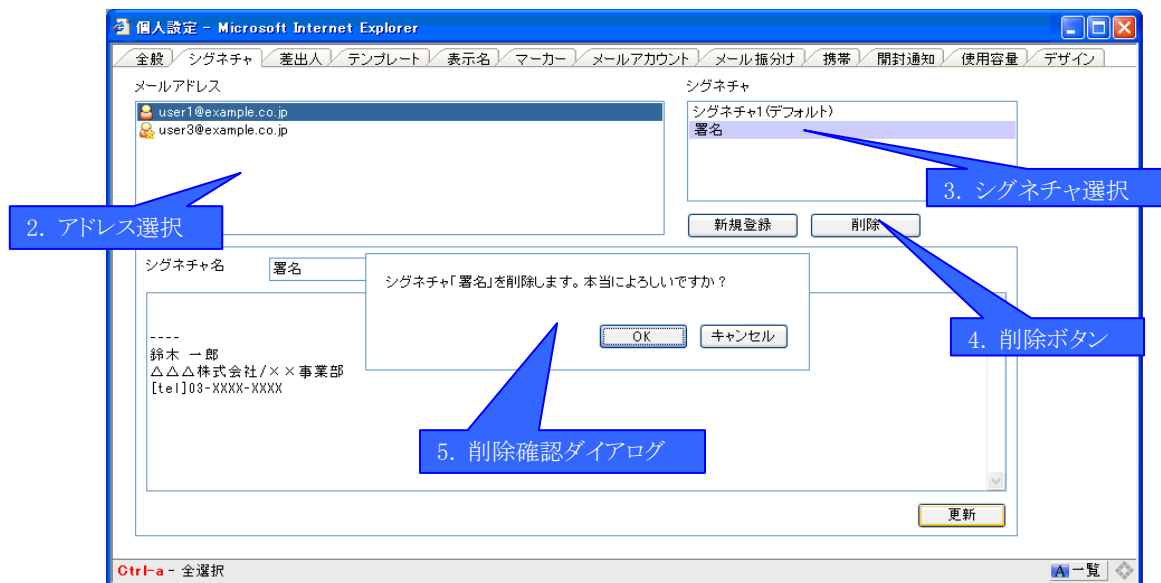 個人設定 - Microsoft Internet Explorer
全般 シグネチャ 差出人 テンプレート 表示名 マーカー メールアカウント メール振分け 携帯 開封通知 使用容量 デザイン
メールアドレス
シグネチャ
user1@example.co.jp
user3@example.co.jp
シグネチャ1(デフォルト)
署名
3. シグネチャ選択
2. アドレス選択
新規登録 削除
シグネチャ名 署名
シグネチャ「署名」を削除します。本当によろしいですか?
OK キャンセル
4. 削除ボタン
----
鈴木 一郎
△△△株式会社/××事業部
[tel]03-XXXX-XXXX
5. 削除確認ダイアログ
更新
Ctrl-a - 全選択
A 一覧